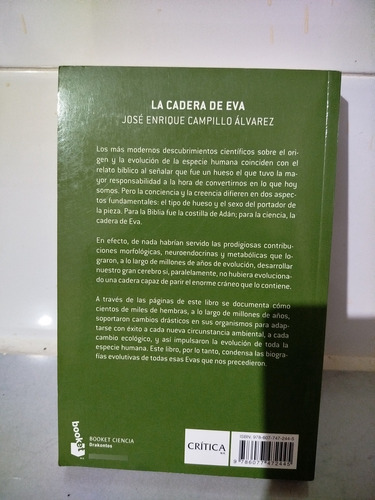 LA CADERA DE EVA
JOSÉ ENRIQUE CAMPILLO ÁLVAREZ
Los más modernos descubrimientos científicos sobre el ori-
gen y la evolución de la especie humana coinciden con el
relato bíblico al señalar que fue un hueso el que tuvo la ma-
yor responsabilidad a la hora de convertirnos en lo que hoy
somos. Pero la conciencia y la creencia difieren en dos aspec-
tos fundamentales: el tipo de hueso y el sexo del portador de
la pieza. Para la Biblia fue la costilla de Adán; para la ciencia, la
cadera de Eva.
En efecto, de nada habrían servido las prodigiosas contribu-
ciones morfológicas, neuroendocrinas y metabólicas que lo-
graron, a lo largo de millones de años de evolución, desarrollar
nuestro gran cerebro si, paralelamente, no hubiera evoluciona-
do una cadera capaz de parir el enorme cráneo que lo contiene.
A través de las páginas de este libro se documenta cómo
cientos de miles de hembras, a lo largo de millones de años,
soportaron cambios drásticos en sus organismos para adap-
tarse con éxito a cada nueva circunstancia ambiental, a cada
cambio ecológico, y así impulsaron la evolución de toda la
especie humana. Este libro, por lo tanto, condensa las biogra-
fías evolutivas de todas esas Evas que nos precedieron.
booket
BOOKET CIENCIA
Drakontos
CRÍTICA
ISBN: 978-607-747-244-5
9 786077 472445